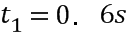 t₁ = 0. 6s